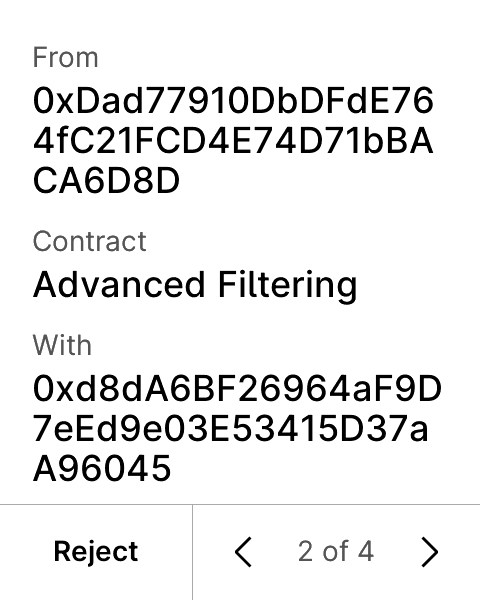 From
0xDad77910DbDFdE76
4fC21FCD4E74D71bBA
CA6D8D
Contract
Advanced Filtering
With
0xd8dA6BF26964aF9D
7eEd9e03E53415D37a
A96045
Reject
2 of 4